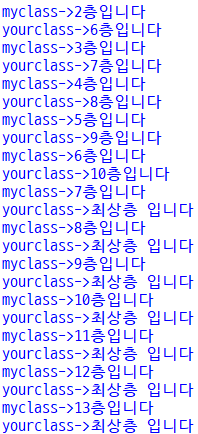 myclass->2층입니다
yourclass->6층입니다
myclass->3층입니다
yourclass->7층입니다
myclass->4층입니다
yourclass->8층입니다
myclass->5층입니다
yourclass->9층입니다
myclass->6층입니다
yourclass->10층입니다
myclass->7층입니다
yourclass->최상층 입니다
myclass->8층입니다
yourclass->최상층 입니다
myclass->9층입니다
yourclass->최상층 입니다
myclass->10층입니다
yourclass->최상층 입니다
myclass->11층입니다
yourclass->최상층 입니다
myclass->12층입니다
yourclass->최상층 입니다
myclass->13층입니다
yourclass->최상층 입니다